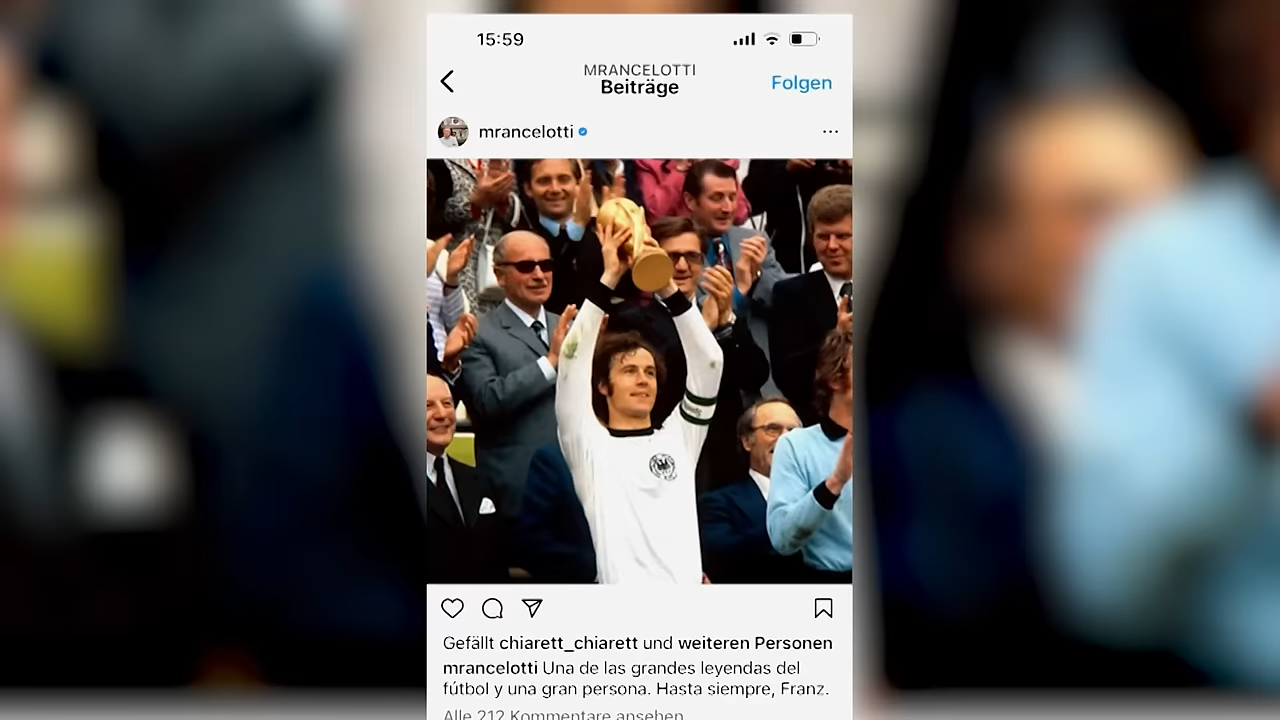 15:59
MRANCELOTTI
Beiträge
Folgen
mrancelotti
Gefällt chiarett_chiarett und weiteren Personen
mrancelotti Una de las grandes leyendas del
fútbol y una gran persona. Hasta siempre, Franz.
Alle 212 Kommentare ansehen